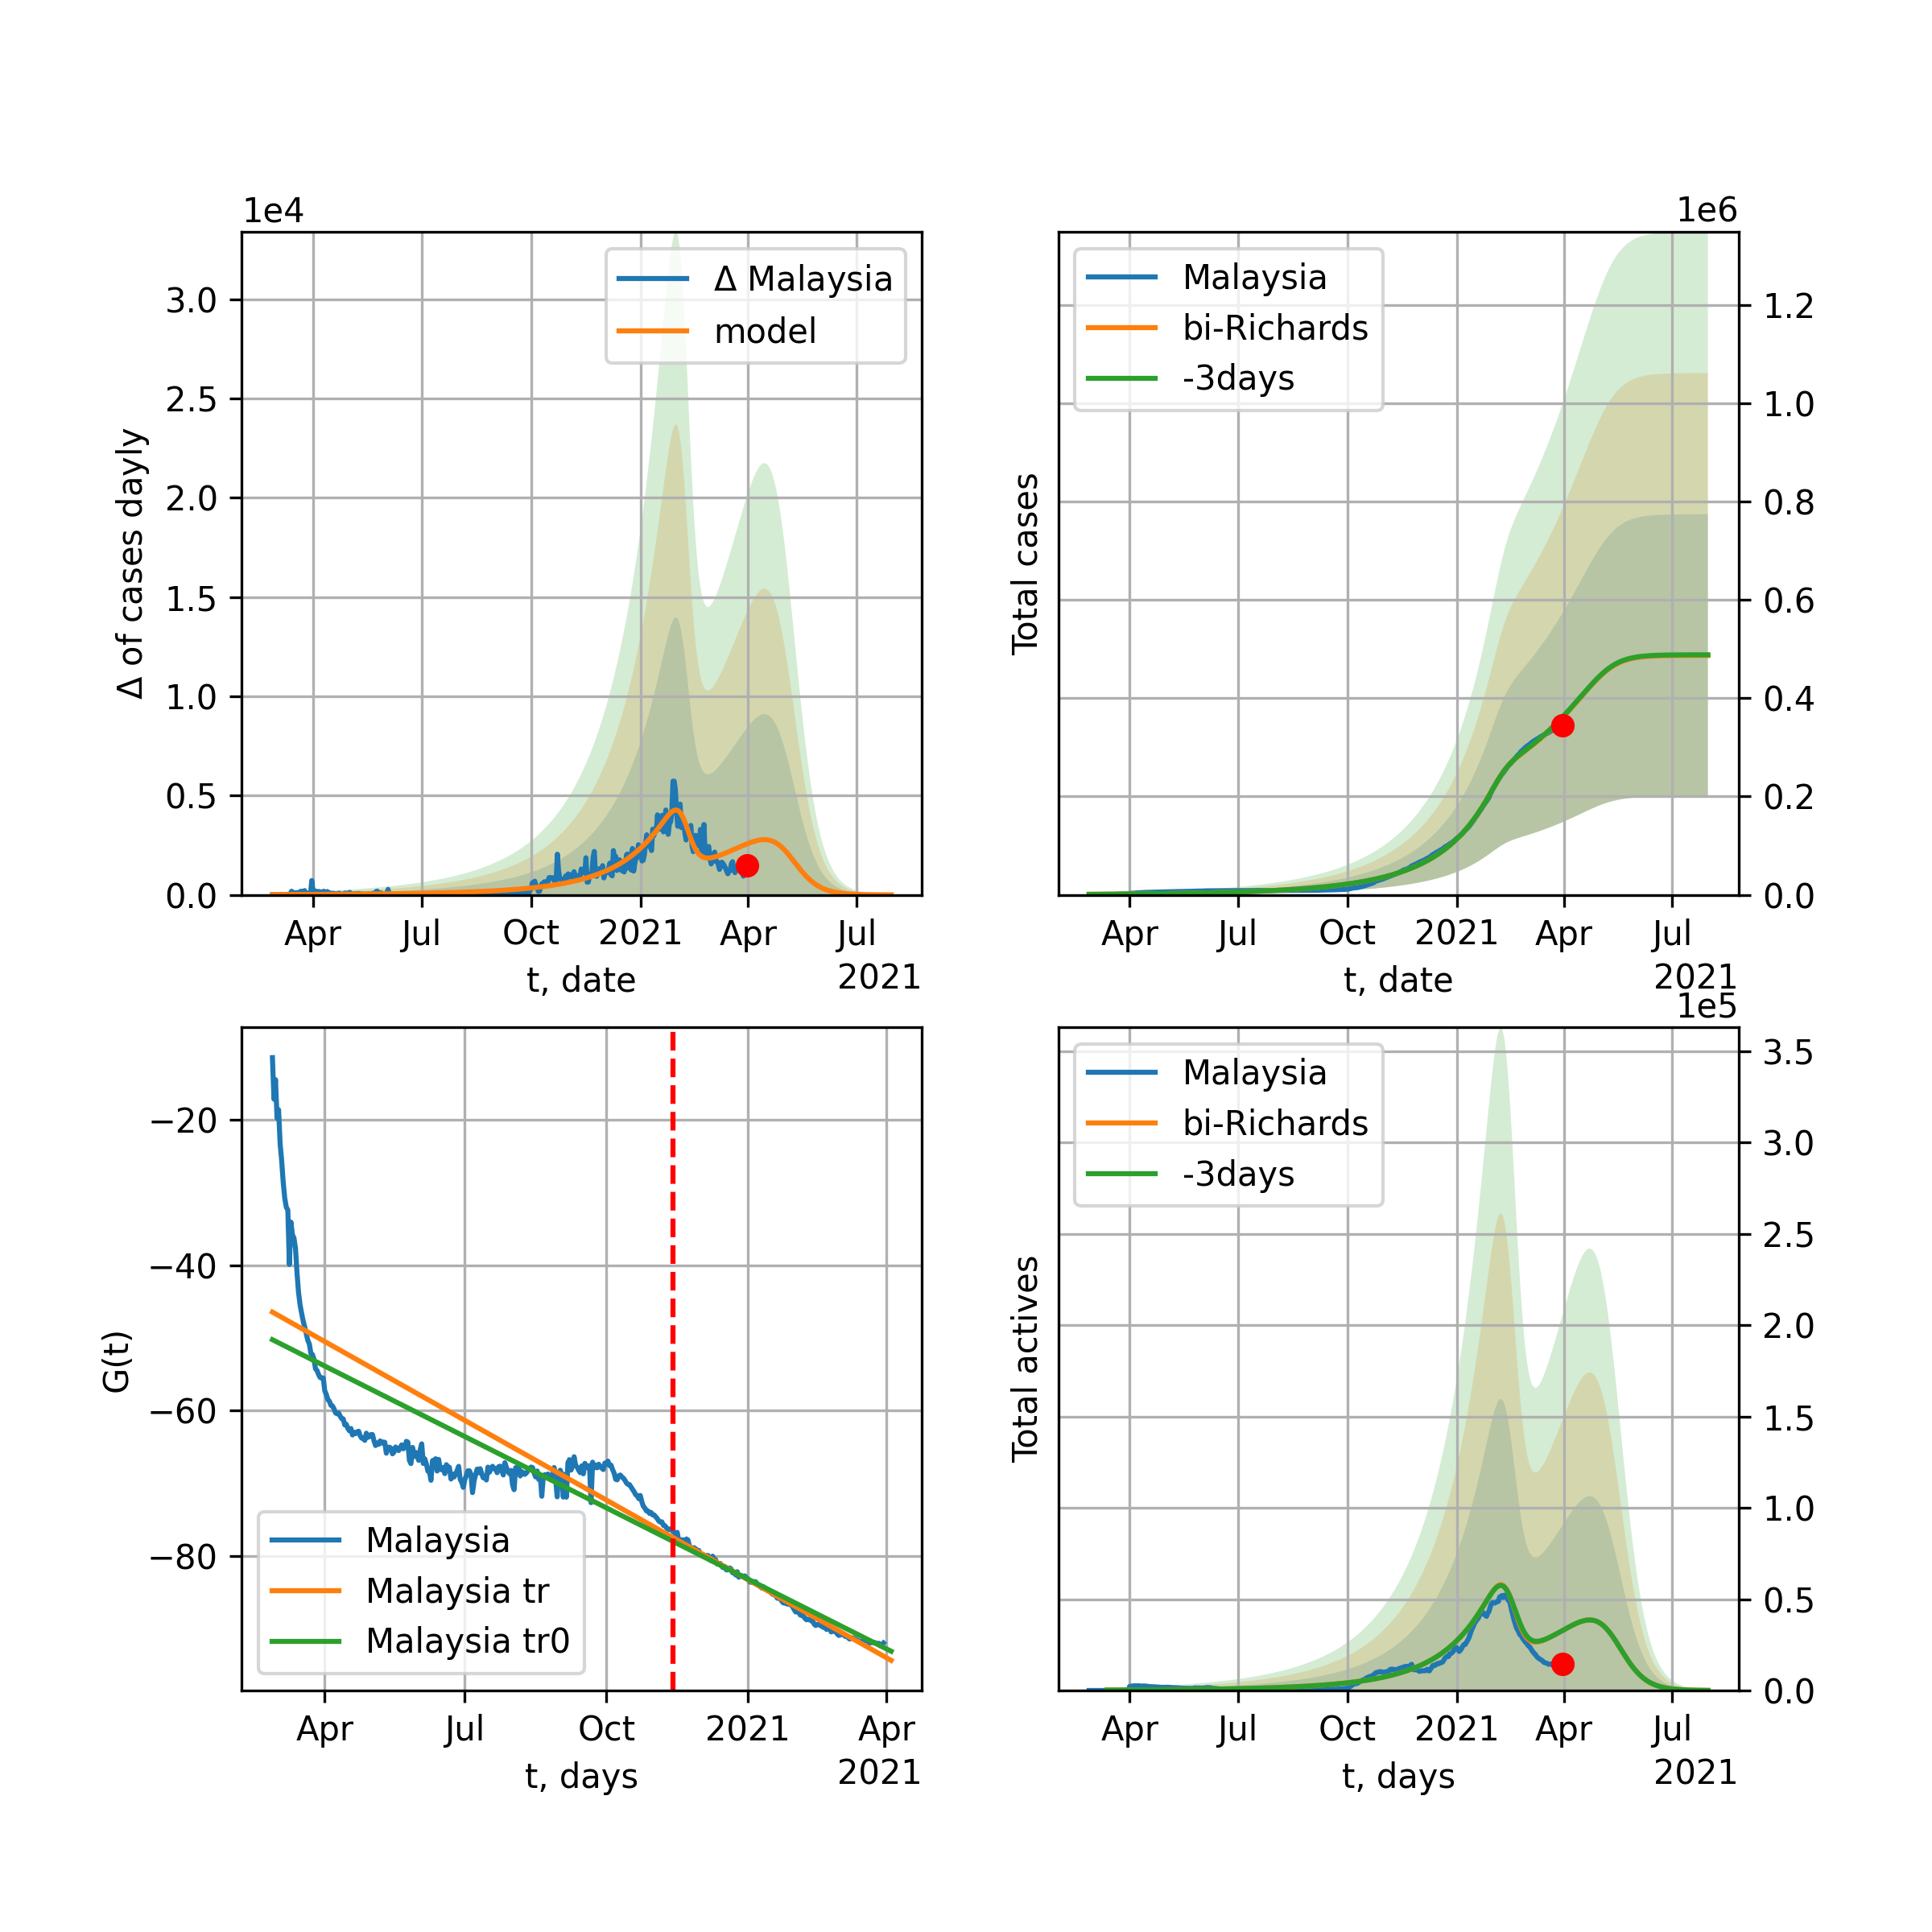 1e4
Δ of cases dayly
3.0
2.5
2.0
1.5
1.0
0.5
0.0
Δ Malaysia
model
Apr Jul Oct 2021 Apr Jul
t, date
2021
1e6
Total cases
Malaysia
bi-Richards
-3days
1.2
1.0
0.8
0.6
0.4
0.2
0.0
Apr Jul Oct 2021 Apr Jul
t, date
2021
G(t)
−20
−40
−60
−80
Malaysia
Malaysia tr
Malaysia tr0
Apr Jul Oct 2021 Apr
t, days
2021
1e5
Total actives
Malaysia
bi-Richards
-3days
3.5
3.0
2.5
2.0
1.5
1.0
0.5
0.0
Apr Jul Oct 2021 Apr Jul
t, days
2021